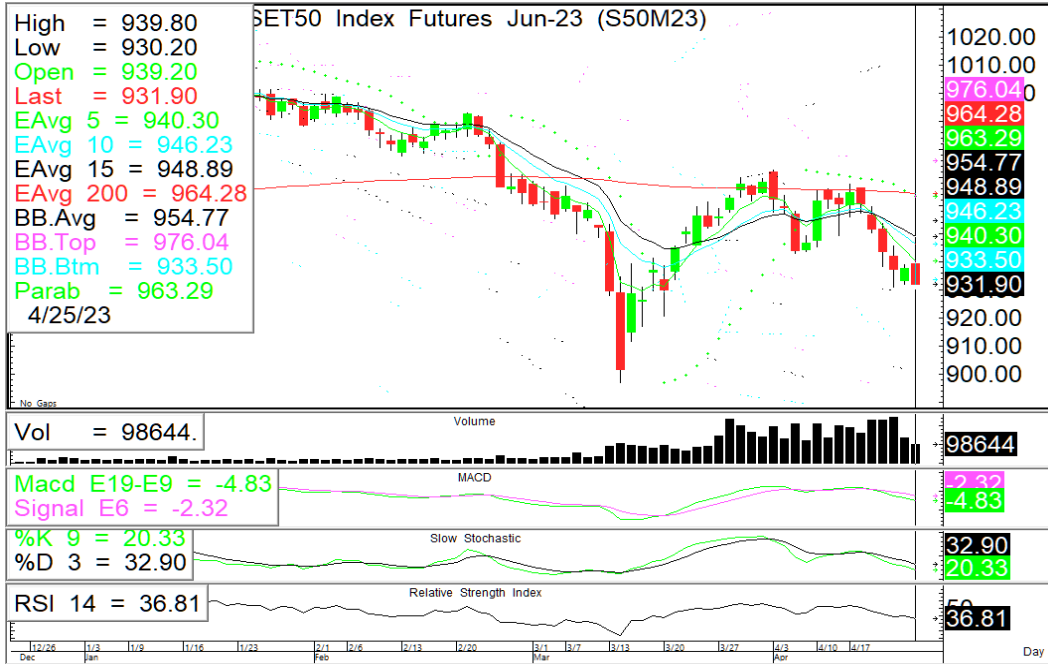 SET50 Index Futures Jun-23 (S50M23)
High = 939.80
Low = 930.20
Open = 939.20
Last = 931.90
EAvg 5 = 940.30
EAvg 10 = 946.23
EAvg 15 = 948.89
EAvg 200 = 964.28
BB.Avg = 954.77
BB.Top = 976.04
BB.Btm = 933.50
Parab = 963.29
4/25/23
1020.00
1010.00
976.04
964.28
963.29
954.77
948.89
946.23
940.30
933.50
931.90
920.00
910.00
900.00
No Gaps
Volume
Vol = 98644.
98644
MACD
Macd E19-E9 = -4.83
Signal E6 = -2.32
-2.32
-4.83
Slow Stochastic
%K 9 = 20.33
%D 3 = 32.90
32.90
20.33
Relative Strength Index
RSI 14 = 36.81
50
36.81
12/26 1/3 1/9 1/16 1/23 2/1 2/6 2/13 2/20 3/1 3/7 3/13 3/20 3/27 4/3 4/10 4/17
Dec Jan Feb Mar Apr Day